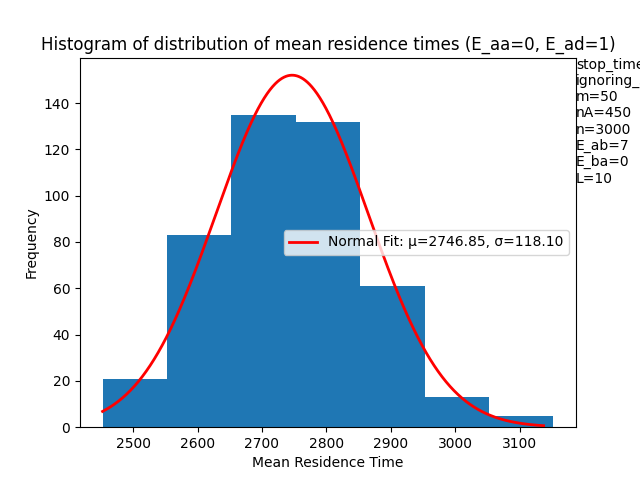 Histogram of distribution of mean residence times (E_aa=0, E_ad=1)
stop_time
ignoring_
m=50
nA=450
n=3000
E_ab=7
E_ba=0
L=10
140
120
100
80
60
40
20
0
Frequency
Normal Fit: μ=2746.85, σ=118.10
2500 2600 2700 2800 2900 3000 3100
Mean Residence Time